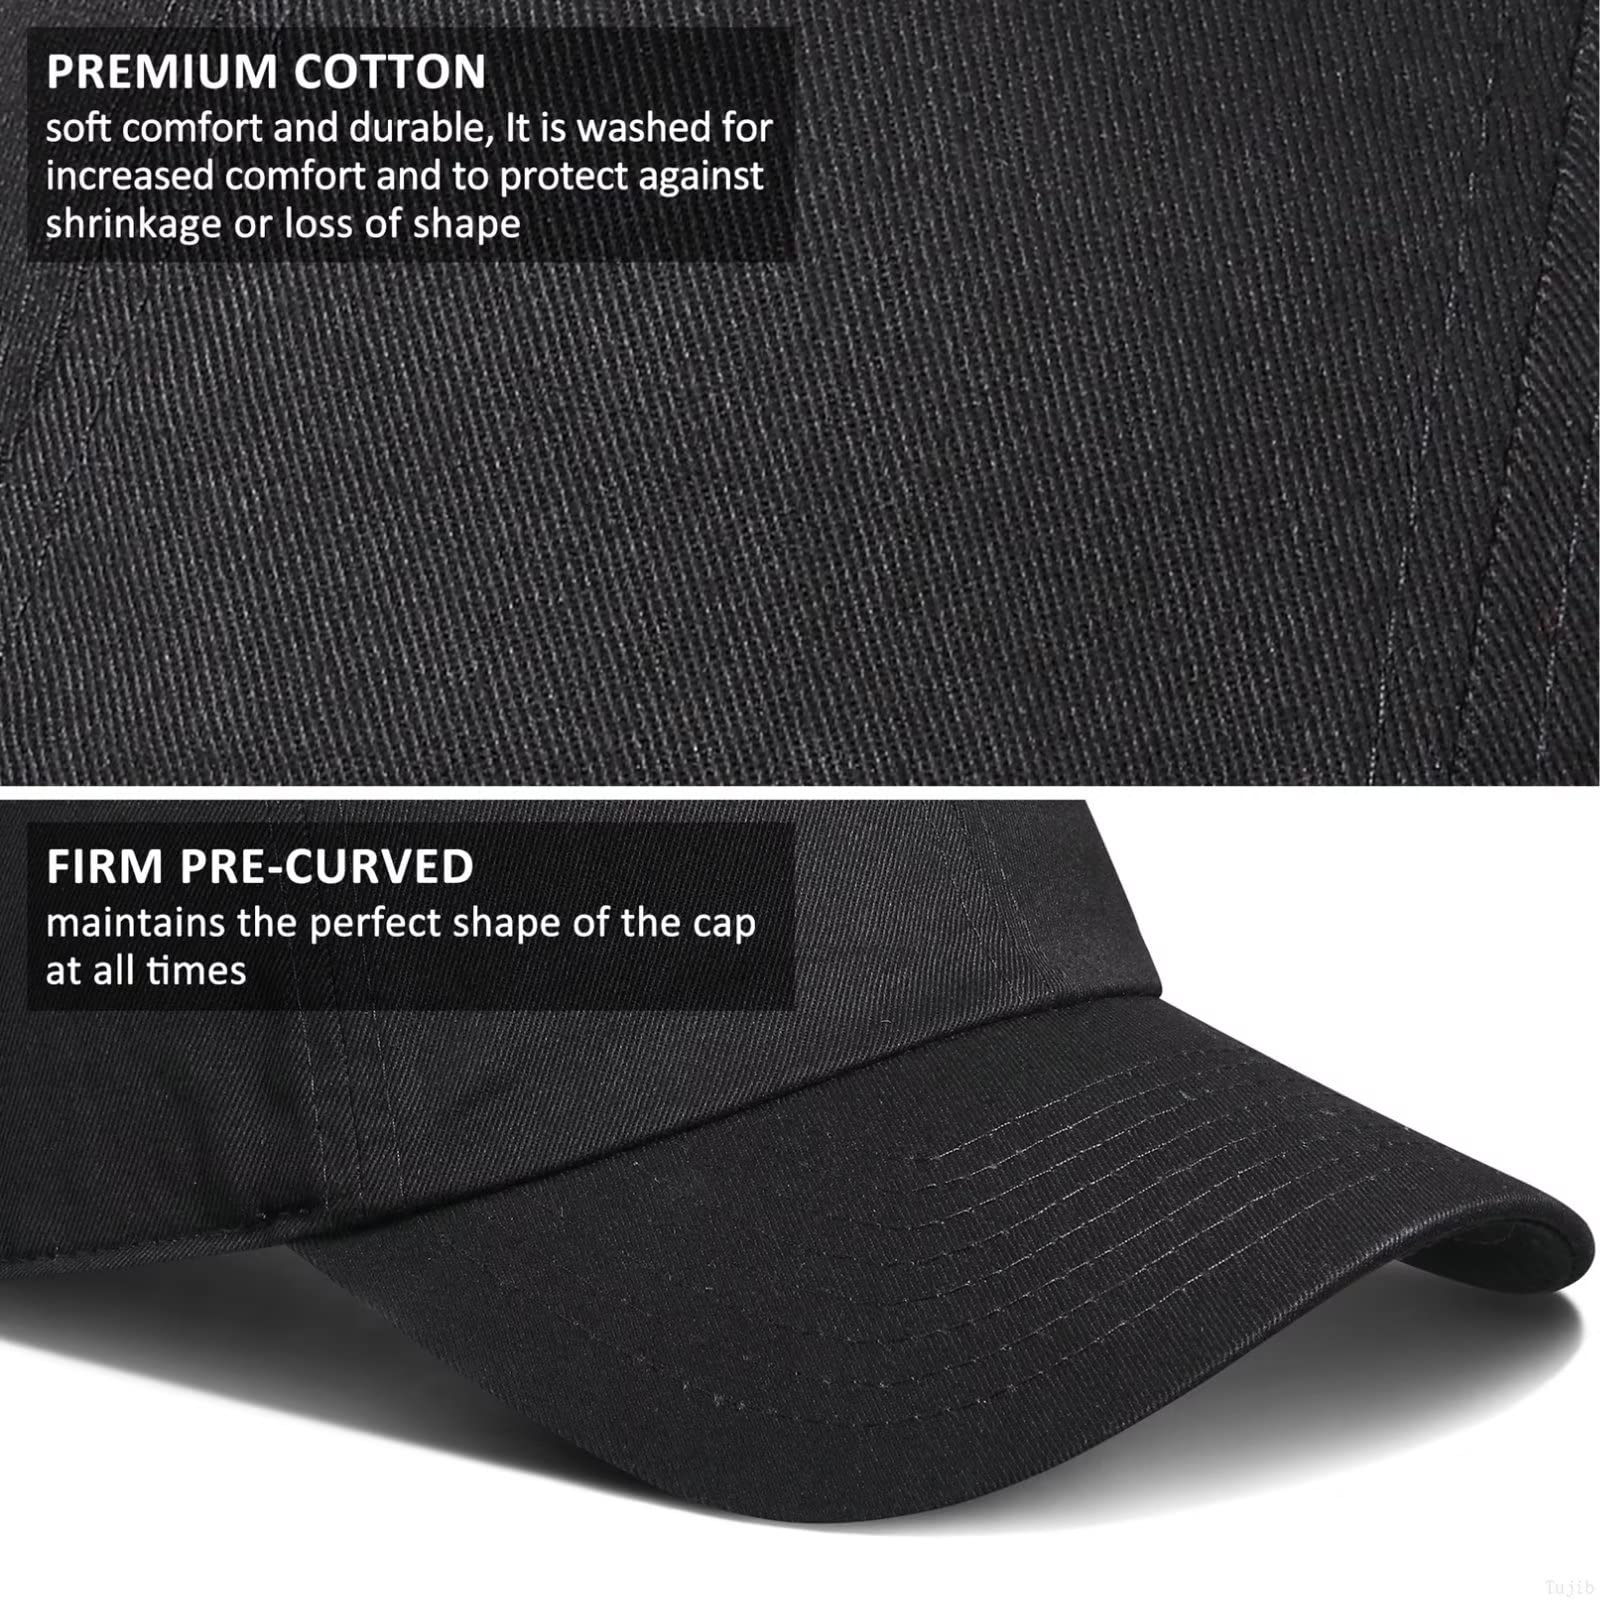 PREMIUM COTTON
soft comfort and durable, It is washed for
increased comfort and to protect against
shrinkage or loss of shape
FIRM PRE-CURVED
maintains the perfect shape of the cap
at all times
Tujib